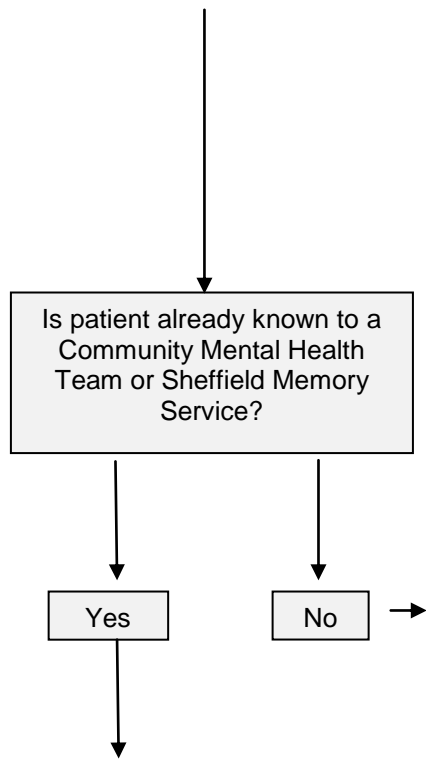 Is patient already known to a
Community Mental Health
Team or Sheffield Memory
Service?
Yes
No